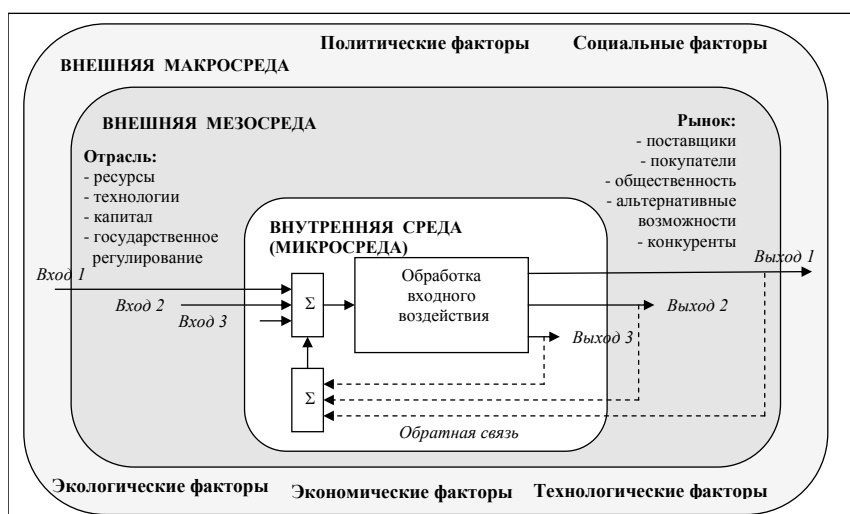 Политические факторы
Социальные факторы
ВНЕШНЯЯ МАКРОСРЕДА
ВНЕШНЯЯ МЕЗОСРЕДА
Отрасль:
- ресурсы
- технологии
- капитал
- государственное
регулирование
Рынок:
- поставщики
- покупатели
- общественность
- альтернативные
возможности
- конкуренты
ВНУТРЕННЯЯ СРЕДА
(МИКРОСРЕДА)
Вход 1
Вход 2
Вход 3
Σ
Обработка
входного
воздействия
Выход 1
Выход 2
Выход 3
Σ
Обратная связь
Экологические факторы
Экономические факторы
Технологические факторы